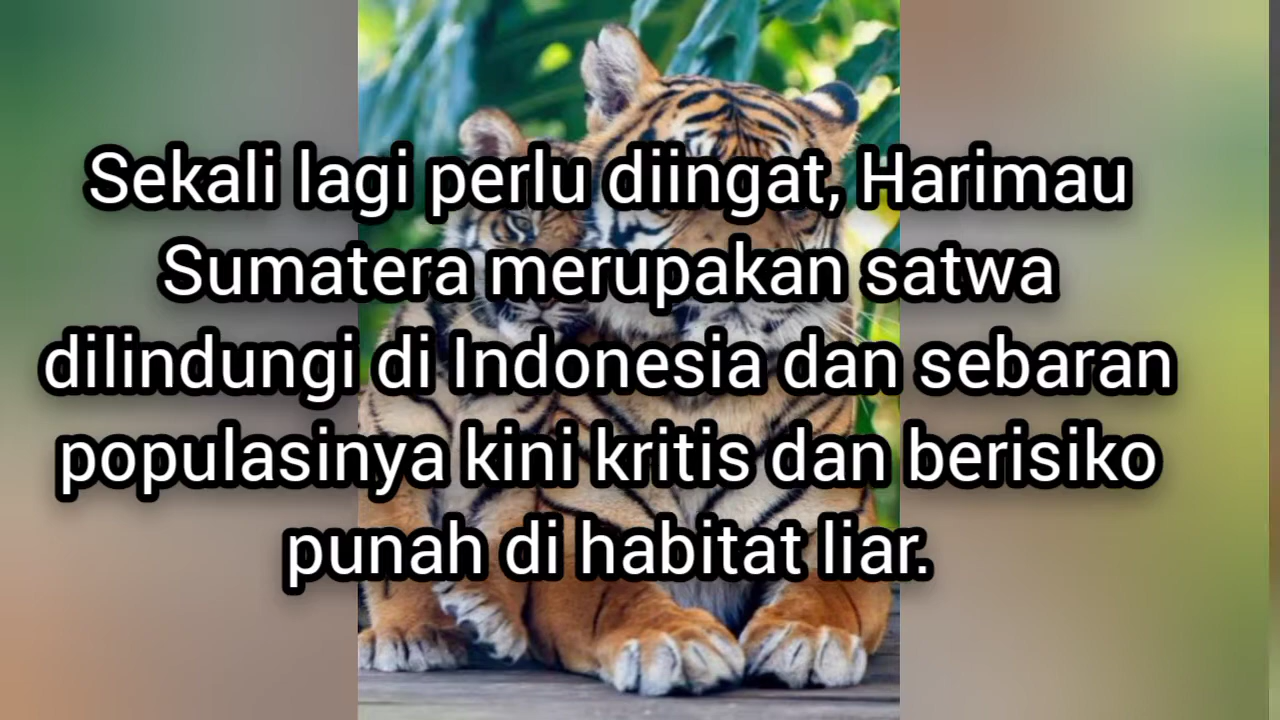 Sekali lagi perlu diingat, Harimau
Sumatera merupakan satwa
dilindungi di Indonesia dan sebaran
populasinya kini kritis dan berisiko
punah di habitat liar.